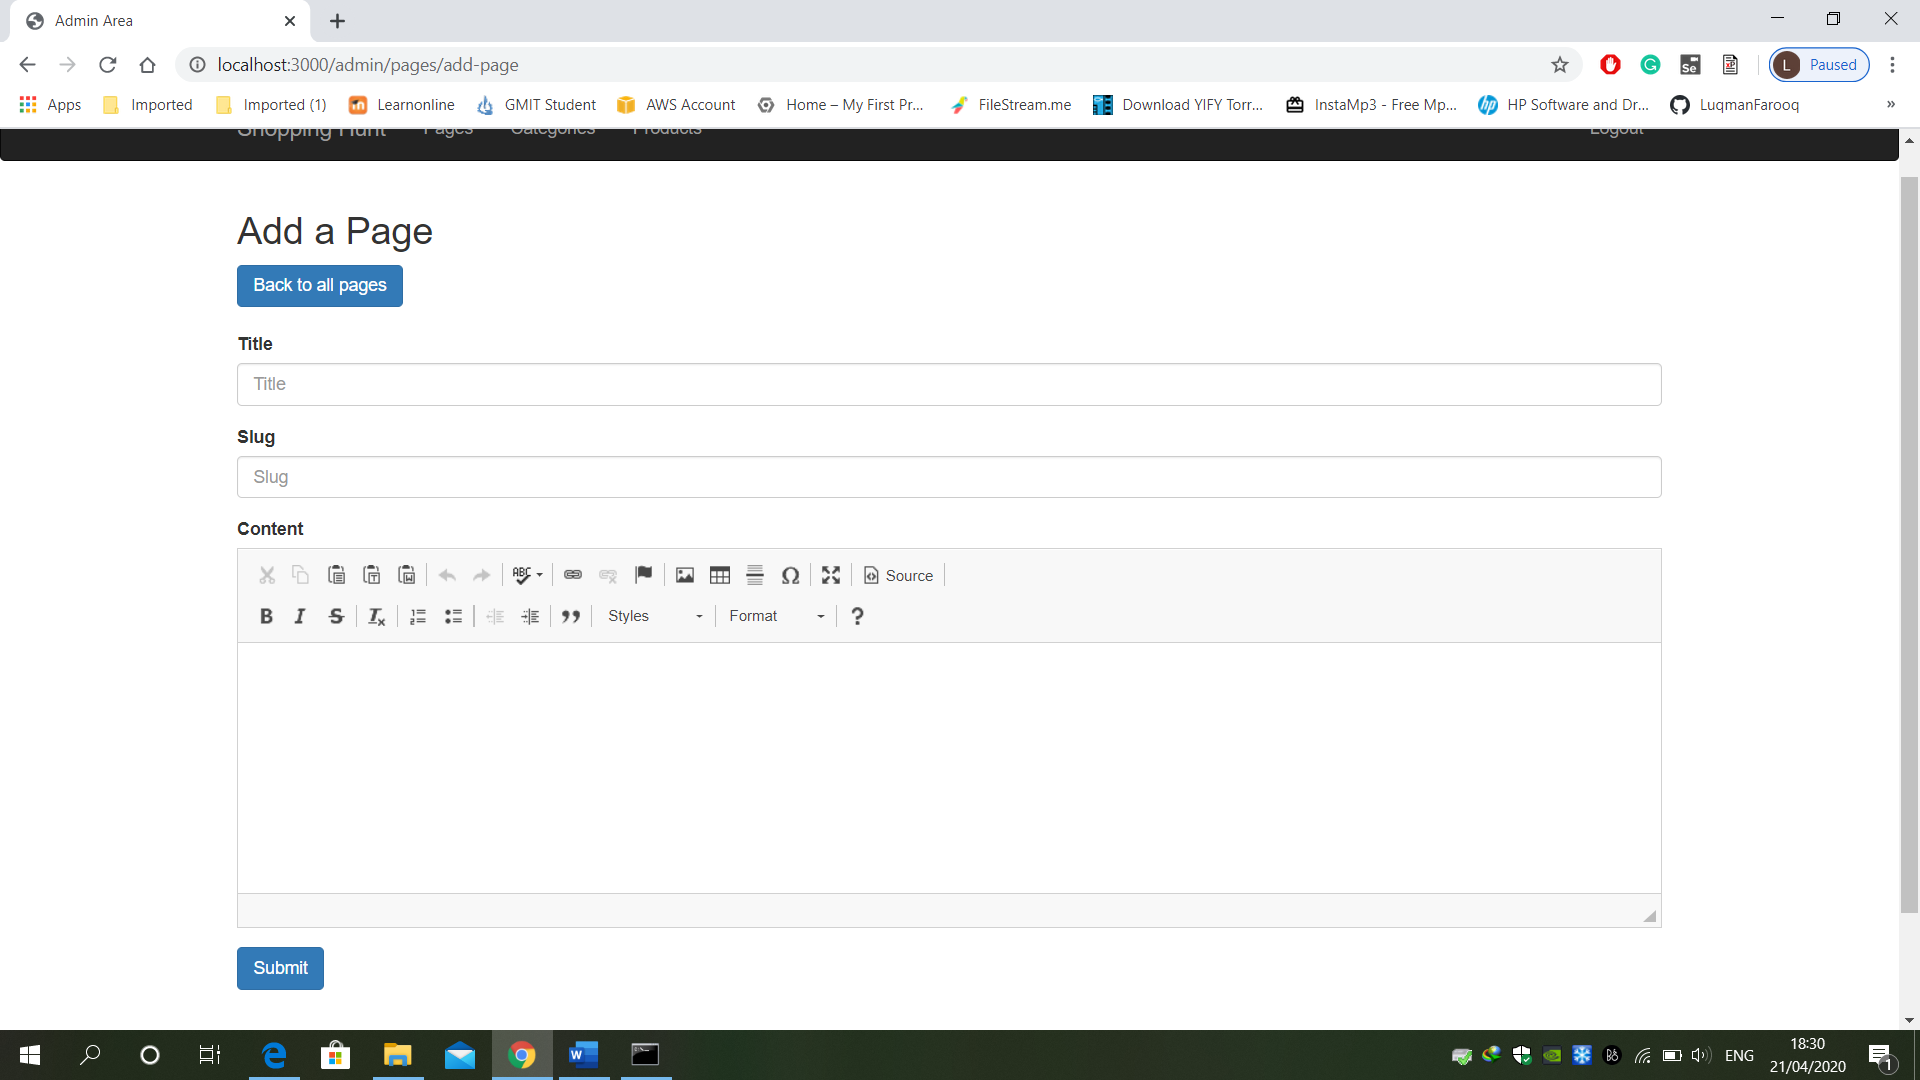 Admin Area
localhost:3000/admin/pages/add-page
L Paused
Apps Imported Imported (1) Learnonline GMIT Student AWS Account Home – My First Pr... FileStream.me Download YIFY Torr... InstaMp3 - Free Mp... HP Software and Dr... LuqmanFarooq »
Shopping Hunt Pages Categories Products Logout
Add a Page
Back to all pages
Title
Title
Slug
Slug
Content
Source
Styles Format
Submit
ENG
18:30
21/04/2020
1